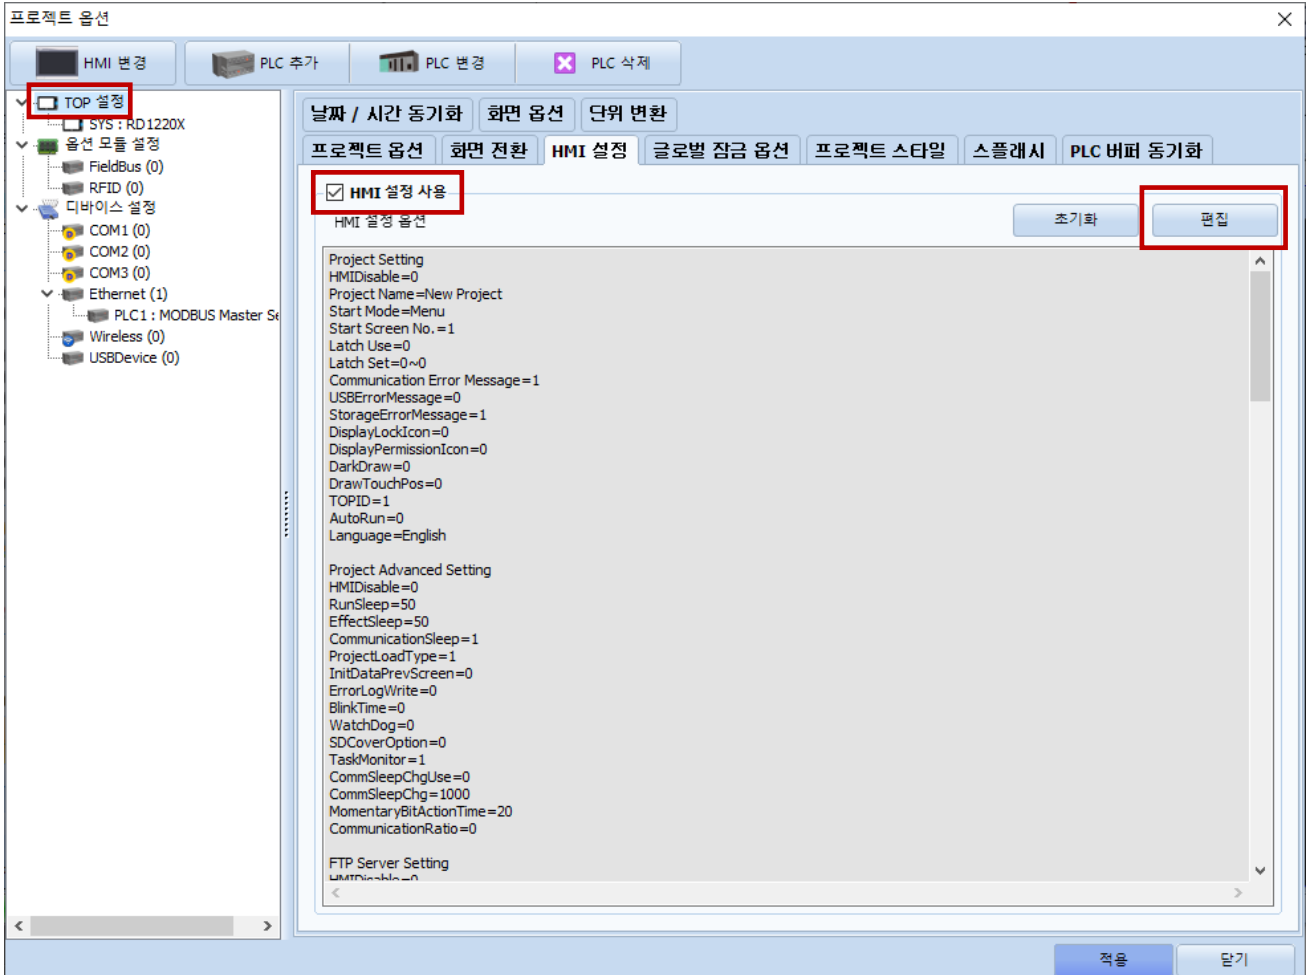 프로젝트 옵션
HMI 변경
PLC 추가
PLC 변경
PLC 삭제
TOP 설정
SYS : RD1220X
옵션 모듈 설정
FieldBus (0)
RFID (0)
디바이스 설정
COM1 (0)
COM2 (0)
COM3 (0)
Ethernet (1)
PLC1 : MODBUS Master Se
Wireless (0)
USBDevice (0)
날짜 / 시간 동기화
화면 옵션
단위 변환
프로젝트 옵션
화면 전환
HMI 설정
글로벌 잠금 옵션
프로젝트 스타일
스플래시
PLC 버퍼 동기화
HMI 설정 사용
HMI 설정 옵션
초기화
편집
Project Setting
HMIDisable=0
Project Name=New Project
Start Mode=Menu
Start Screen No.=1
Latch Use=0
Latch Set=0~0
Communication Error Message=1
USBErrorMessage=0
StorageErrorMessage=1
DisplayLockIcon=0
DisplayPermissionIcon=0
DarkDraw=0
DrawTouchPos=0
TOPID=1
AutoRun=0
Language=English
Project Advanced Setting
HMIDisable=0
RunSleep=50
EffectSleep=50
CommunicationSleep=1
ProjectLoadType=1
InitDataPrevScreen=0
ErrorLogWrite=0
BlinkTime=0
WatchDog=0
SDCoverOption=0
TaskMonitor=1
CommSleepChgUse=0
CommSleepChg=1000
MomentaryBitActionTime=20
CommunicationRatio=0
FTP Server Setting
HMIDisable=0
적용
닫기